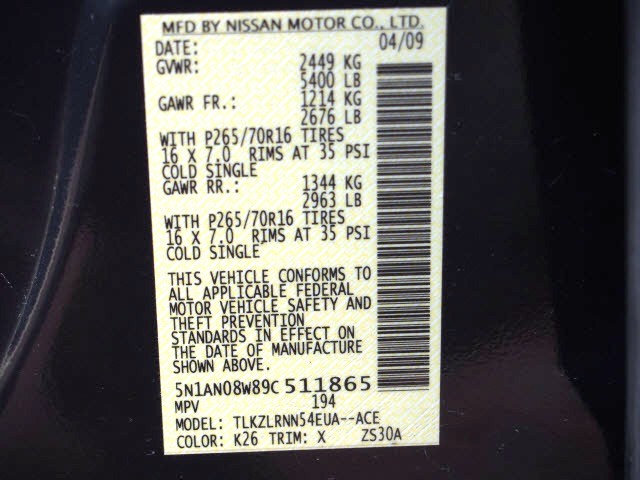 MFD BY NISSAN MOTOR CO., LTD.
DATE: 04/09
GVWR: 2449 KG
5400 LB
GAWR FR.: 1214 KG
2676 LB
WITH P265/70R16 TIRES
16 X 7.0 RIMS AT 35 PSI
COLD SINGLE
GAWR RR.: 1344 KG
2963 LB
WITH P265/70R16 TIRES
16 X 7.0 RIMS AT 35 PSI
COLD SINGLE
THIS VEHICLE CONFORMS TO
ALL APPLICABLE FEDERAL
MOTOR VEHICLE SAFETY AND
THEFT PREVENTION
STANDARDS IN EFFECT ON
THE DATE OF MANUFACTURE
SHOWN ABOVE.
5N1AN08W89C511865
MPV 194
MODEL: TLKZLRNN54EUA--ACE
COLOR: K26 TRIM: X ZS30A